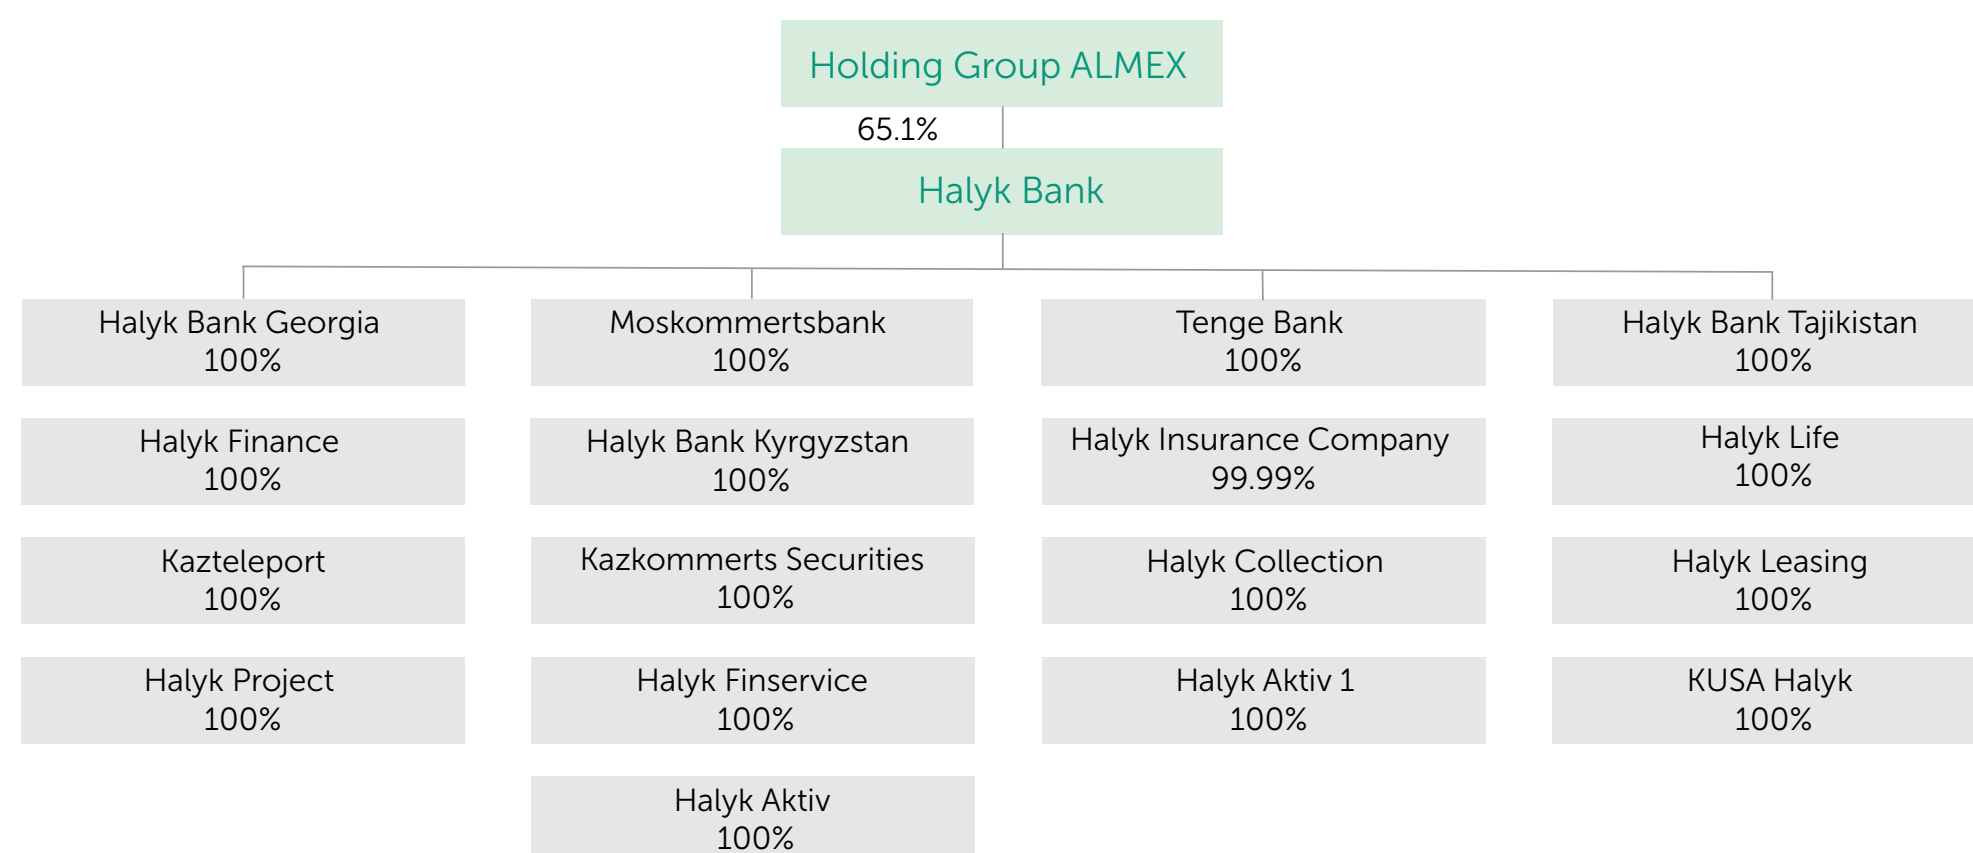 Holding Group ALMEX
65.1%
Halyk Bank
Halyk Bank Georgia
100%
Moskommertsbank
100%
Tenge Bank
100%
Halyk Bank Tajikistan
100%
Halyk Finance
100%
Halyk Bank Kyrgyzstan
100%
Halyk Insurance Company
99.99%
Halyk Life
100%
Kazteleport
100%
Kazkommerts Securities
100%
Halyk Collection
100%
Halyk Leasing
100%
Halyk Project
100%
Halyk Finservice
100%
Halyk Aktiv 1
100%
KUSA Halyk
100%
Halyk Aktiv
100%